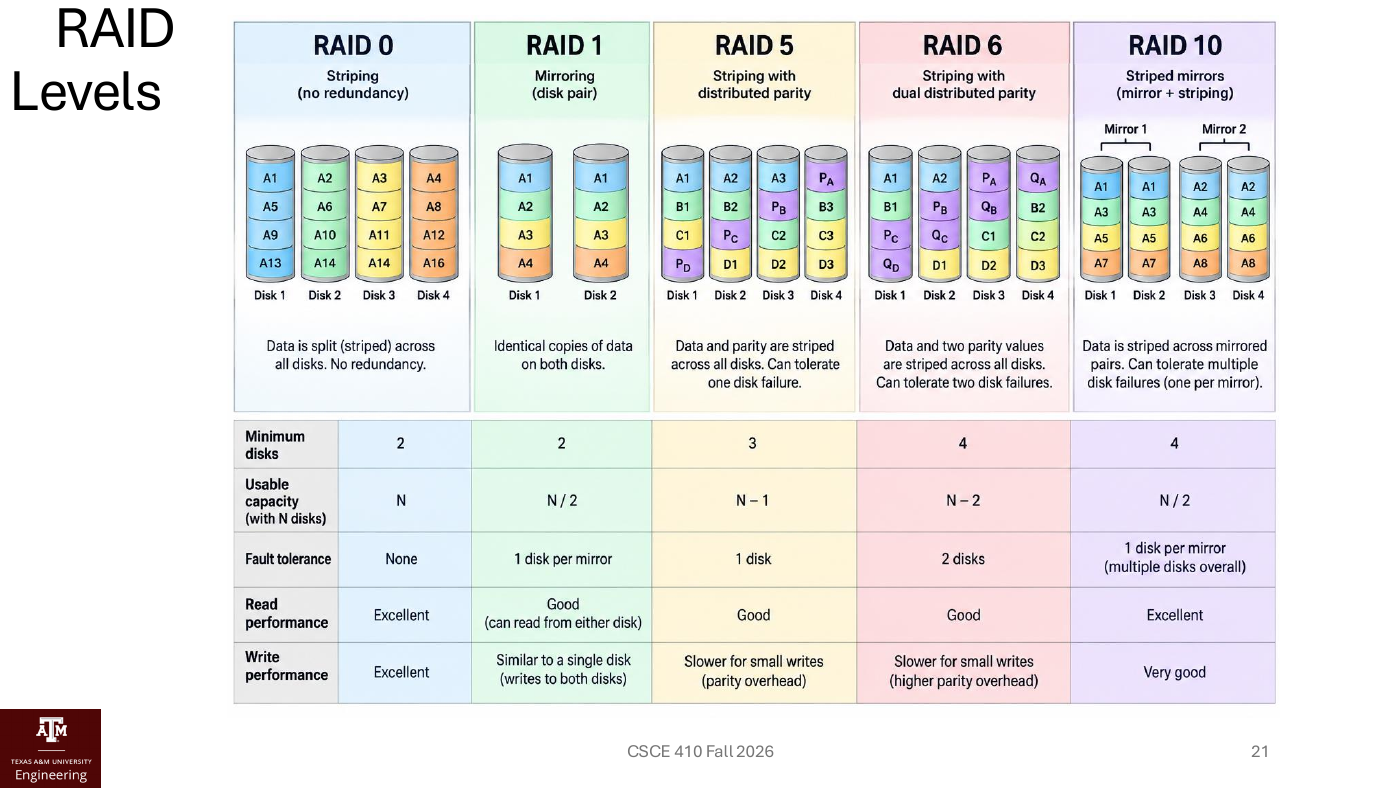 RAID
Levels
RAID 0
Striping
(no redundancy)
A1 A2 A3 A4
A5 A6 A7 A8
A9 A10 A11 A12
A13 A14 A14 A16
Disk 1 Disk 2 Disk 3 Disk 4
Data is split (striped) across
all disks. No redundancy.
RAID 1
Mirroring
(disk pair)
A1 A1
A2 A2
A3 A3
A4 A4
Disk 1 Disk 2
Identical copies of data
on both disks.
RAID 5
Striping with
distributed parity
A1 A2 A3 PA
B1 B2 PB B3
C1 PC C2 C3
PD D1 D2 D3
Disk 1 Disk 2 Disk 3 Disk 4
Data and parity are striped
across all disks. Can tolerate
one disk failure.
RAID 6
Striping with
dual distributed parity
A1 A2 PA QA
B1 PB QB B2
PC QC C1 C2
QD D1 D2 D3
Disk 1 Disk 2 Disk 3 Disk 4
Data and two parity values
are striped across all disks.
Can tolerate two disk failures.
RAID 10
Striped mirrors
(mirror + striping)
Mirror 1 Mirror 2
A1 A1 A2 A2
A3 A3 A4 A4
A5 A5 A6 A6
A7 A7 A8 A8
Disk 1 Disk 2 Disk 3 Disk 4
Data is striped across mirrored
pairs. Can tolerate multiple
disk failures (one per mirror).
Minimum
disks
2
2
3
4
4
Usable
capacity
(with N disks)
N
N / 2
N – 1
N – 2
N / 2
Fault tolerance
None
1 disk per mirror
1 disk
2 disks
1 disk per mirror
(multiple disks overall)
Read
performance
Excellent
Good
(can read from either disk)
Good
Good
Excellent
Write
performance
Excellent
Similar to a single disk
(writes to both disks)
Slower for small writes
(parity overhead)
Slower for small writes
(higher parity overhead)
Very good
ATM
TEXAS A&M UNIVERSITY
Engineering
CSCE 410 Fall 2026
21